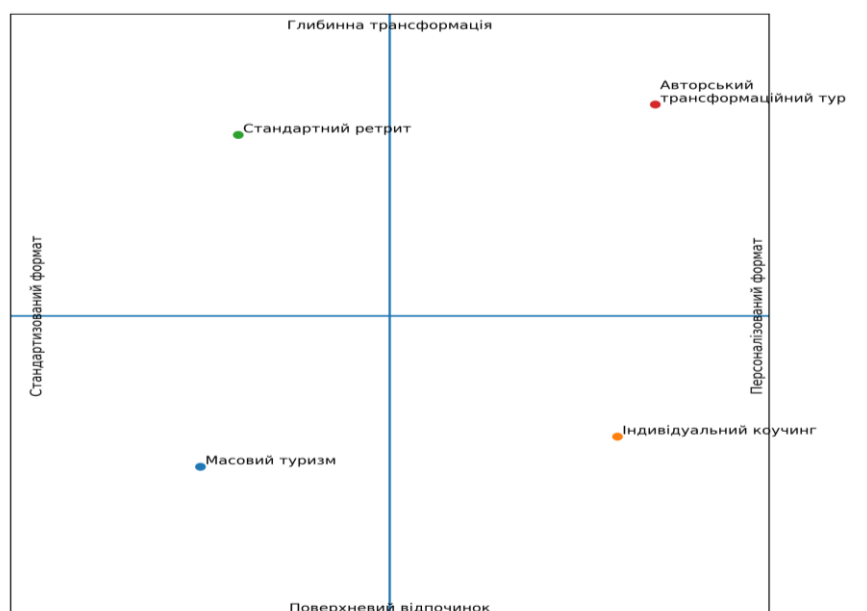 Глибинна трансформація
Авторський
трансформаційний тур
Стандартний ретрит
Стандартизований формат
Персоналізований формат
Індивідуальний коучинг
Масовий туризм
Поверхневий відпочинок